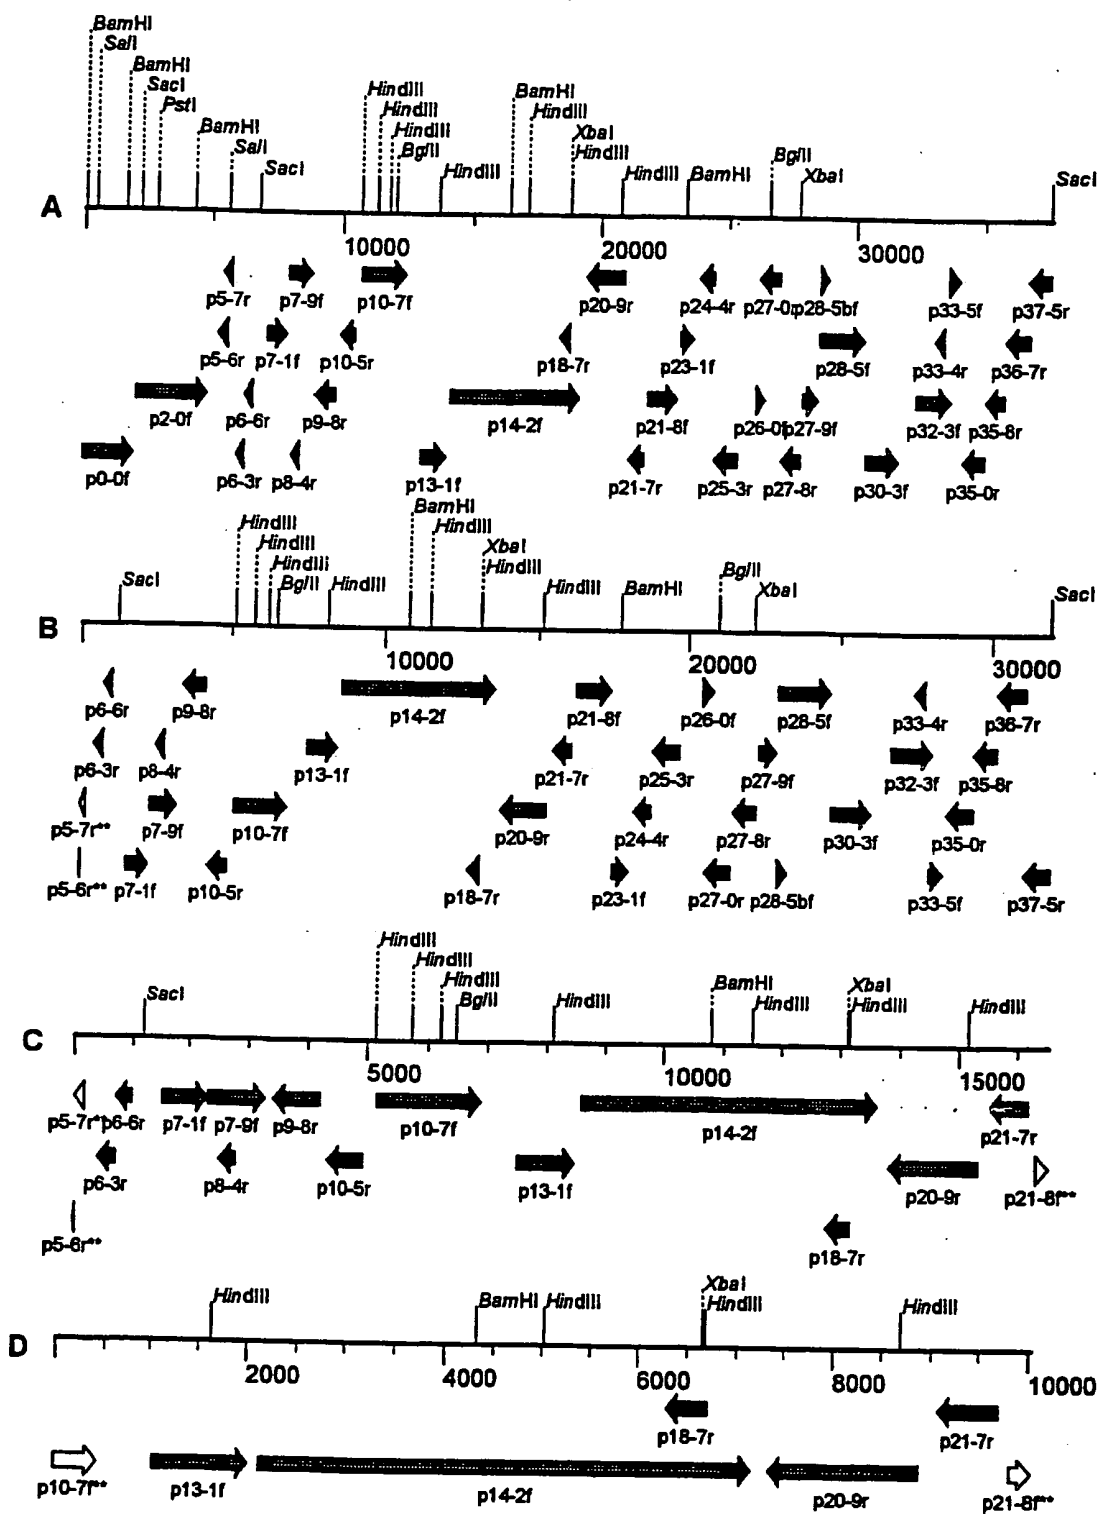 BamHI
SalI
BamHI
SacI
PstI
BamHI
SalI
SacI
HindIII
HindIII
HindIII
BglII
HindIII
BamHI
HindIII
XbaI
HindIII
HindIII
BamHI
BglII
XbaI
SacI
A
10000 20000 30000
p5-7r p7-9f p10-7f p20-9r p24-4r p27-0r p28-5bf p33-5f p37-5r
p5-6r p7-1f p10-5r p18-7r p23-1f p28-5f p33-4r p36-7r
p2-0f p6-6r p9-8r p14-2f p21-8f p26-0f p27-9f p32-3f p35-8r
p0-0f p6-3r p8-4r p13-1f p21-7r p25-3r p27-8r p30-3f p35-0r
SacI
HindIII
HindIII
HindIII
BglII
HindIII
BamHI
HindIII
XbaI
HindIII
HindIII
BamHI
BglII
XbaI
SacI
B
10000 20000 30000
p6-6r p9-8r p14-2f p21-8f p26-0f p28-5f p33-4r p36-7r
p6-3r p8-4r p13-1f p21-7r p25-3r p27-9f p32-3f p35-8r
p5-7r** p7-9f p10-7f p20-9r p24-4r p27-8r p30-3f p35-0r
p5-6r** p7-1f p10-5r p18-7r p23-1f p27-0r p28-5bf p33-5f p37-5r
SacI
HindIII
HindIII
HindIII
BglII
HindIII
BamHI
HindIII
XbaI
HindIII
HindIII
C
5000 10000 15000
p5-7r** p6-6r p7-1f p7-9f p9-8r p10-7f p14-2f p21-7r
p6-3r p8-4r p10-5r p13-1f p20-9r p21-8f**
p5-6r** p18-7r
HindIII
BamHI
HindIII
XbaI
HindIII
HindIII
D
2000 4000 6000 8000 10000
p18-7r p21-7r
p10-7f** p13-1f p14-2f p20-9r p21-8f**